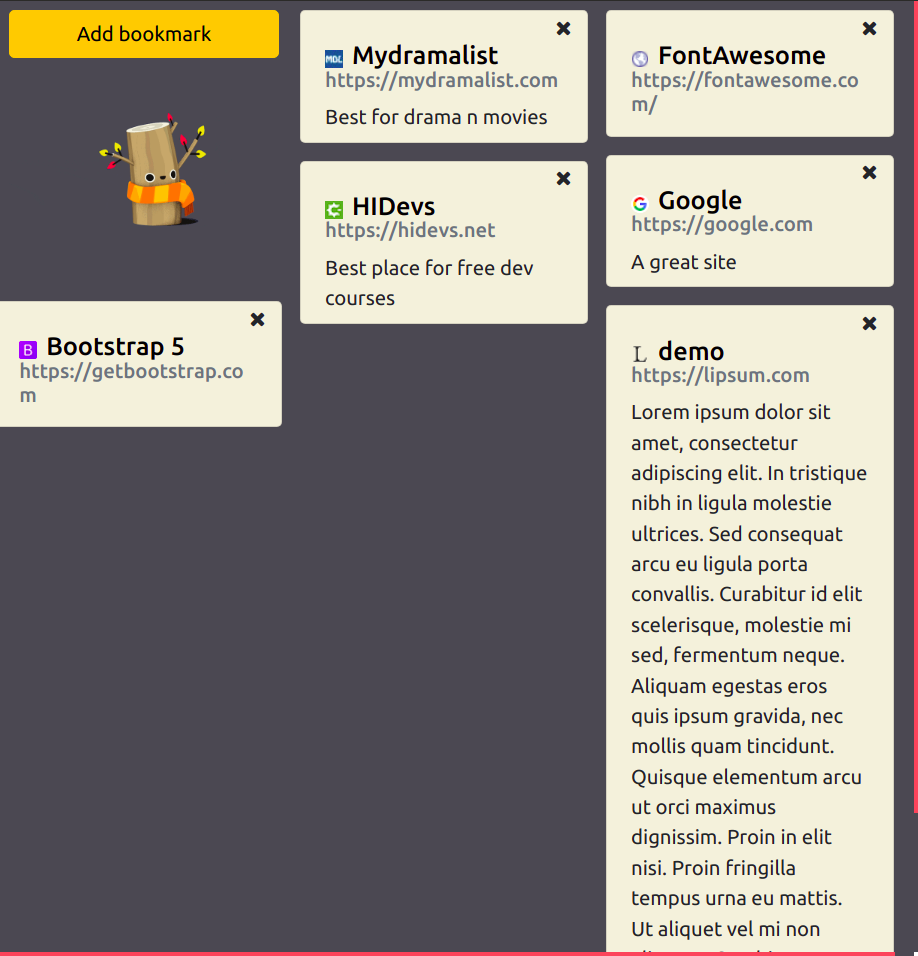 Add bookmark
B Bootstrap 5
https://getbootstrap.co
m
MDL Mydramalist
https://mydramalist.com
Best for drama n movies
HIDevs
https://hidevs.net
Best place for free dev
courses
FontAwesome
https://fontawesome.co
m/
G Google
https://google.com
A great site
L demo
https://lipsum.com
Lorem ipsum dolor sit
amet, consectetur
adipiscing elit. In tristique
nibh in ligula molestie
ultrices. Sed consequat
arcu eu ligula porta
convallis. Curabitur id elit
scelerisque, molestie mi
sed, fermentum neque.
Aliquam egestas eros
quis ipsum gravida, nec
mollis quam tincidunt.
Quisque elementum arcu
ut orci maximus
dignissim. Proin in elit
nisi. Proin fringilla
tempus urna eu mattis.
Ut aliquet vel mi non